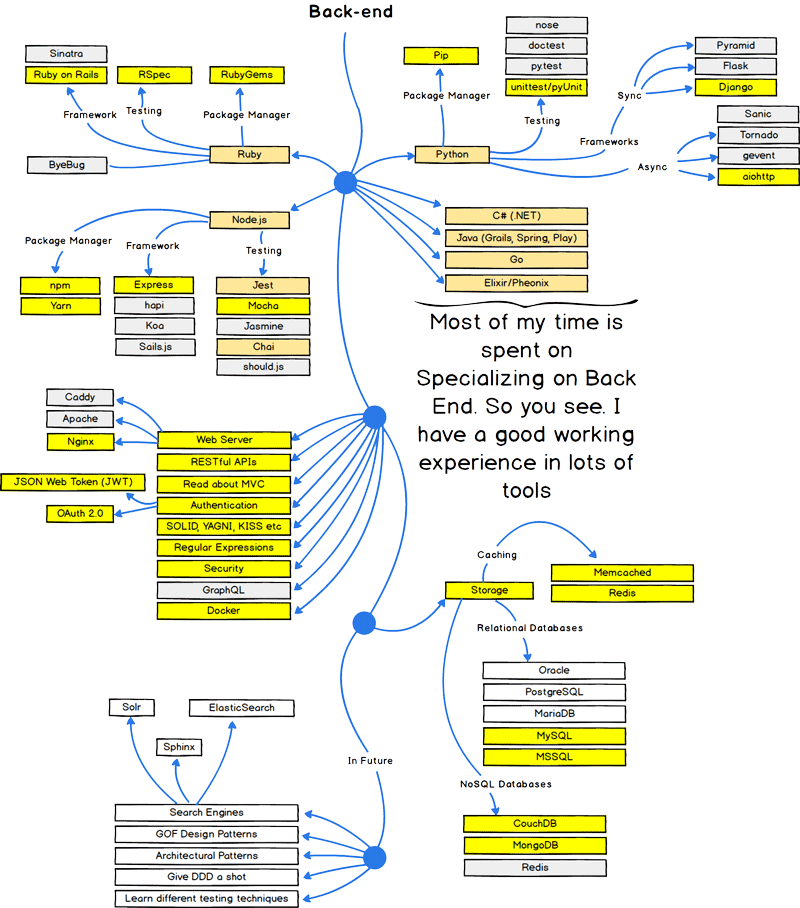 Back-end
Sinatra
Ruby on Rails
RSpec
RubyGems
Framework
Testing
Package Manager
Ruby
ByeBug
Pip
Package Manager
nose
doctest
py.test
unittest/pyUnit
Testing
Python
Pyramid
Flask
Django
Sync
Frameworks
Async
Sanic
Tornado
gevent
aiohttp
Node.js
Package Manager
Framework
Testing
npm
Yarn
Express
hapi
Koa
Sails.js
Jest
Mocha
Jasmine
Chai
should.js
C# (.NET)
Java (Grails, Spring, Play)
Go
Elixir/Pheonix
Most of my time is
spent on
Specializing on Back
End. So you see. I
have a good working
experience in lots of
tools
Caddy
Apache
Nginx
Web Server
RESTful APIs
Read about MVC
JSON Web Token (JWT)
OAuth 2.0
Authentication
SOLID, YAGNI, KISS etc
Regular Expressions
Security
GraphQL
Docker
Caching
Memcached
Redis
Storage
Relational Databases
Oracle
PostgreSQL
MariaDB
MySQL
MSSQL
NoSQL Databases
CouchDB
MongoDB
Redis
In Future
Solr
ElasticSearch
Sphinx
Search Engines
GOF Design Patterns
Architectural Patterns
Give DDD a shot
Learn different testing techniques